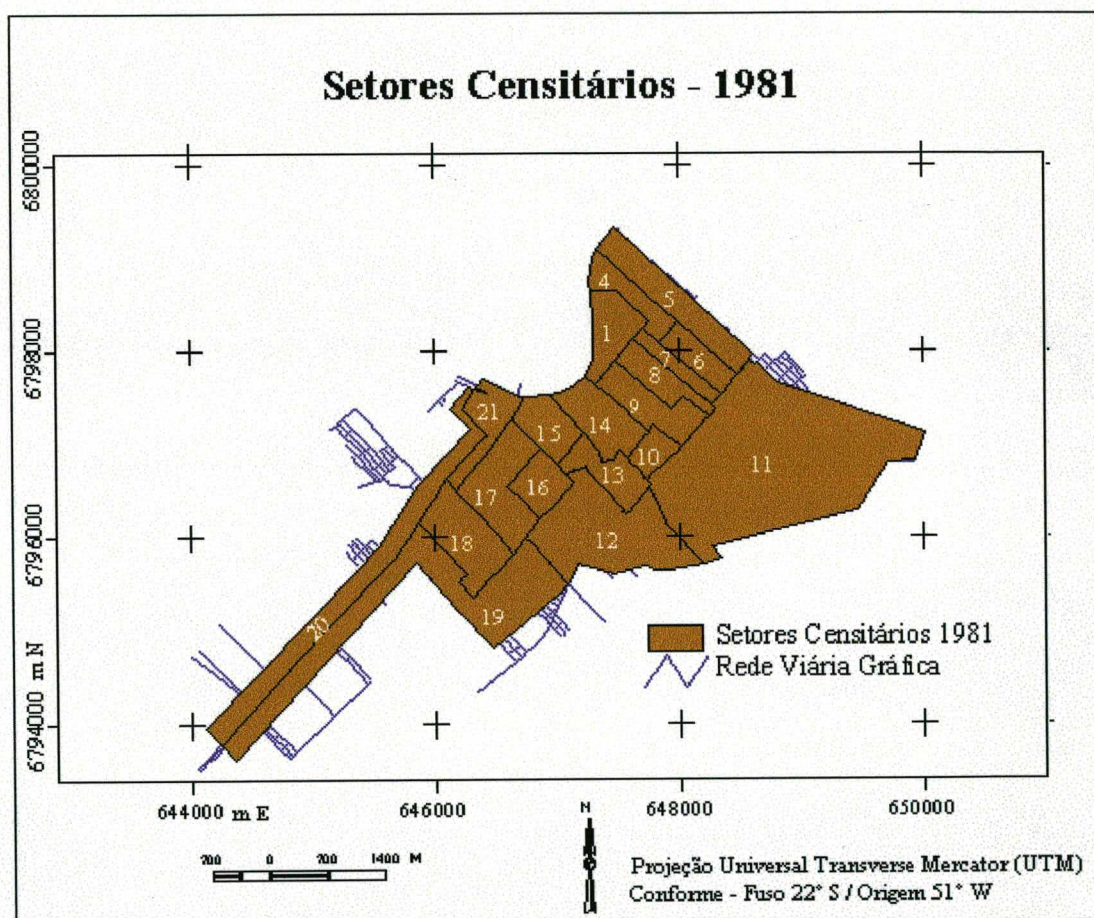 Setores Censitários - 1981
6800000
6798000
6796000
6794000 m N
4
5
1
7
6
8
21
9
15
14
10
11
13
17
16
18
12
19
20
Setores Censitários 1981
Rede Viária Gráfica
644000 m E
646000
648000
650000
N
700 0 700 1400 M
Projeção Universal Transverse Mercator (UTM)
Conforme - Fuso 22° S / Origem 51° W